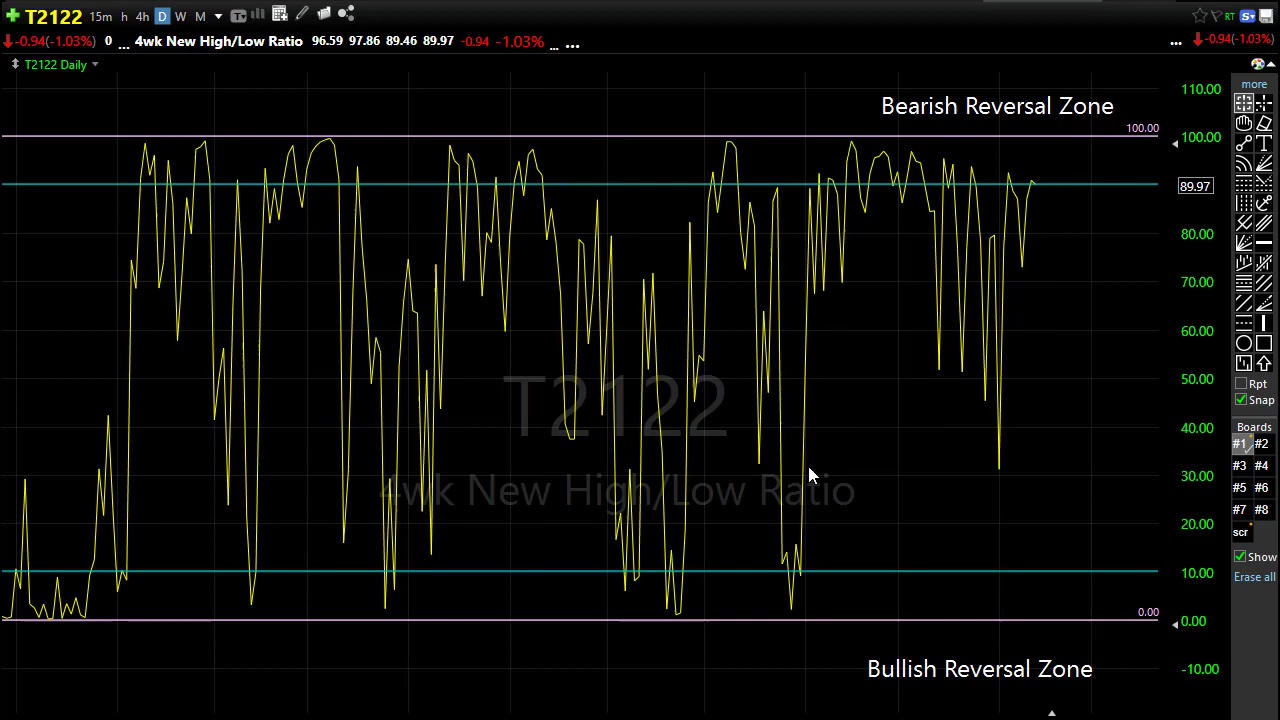 T2122 15m h 4h D W M
RT
-0.94(-1.03%) 0 ... 4wk New High/Low Ratio 96.59 97.86 89.46 89.97 -0.94 -1.03% ... ... ... -0.94(-1.03%)
T2122 Daily
more
110.00
Bearish Reversal Zone
100.00
100.00
89.97
80.00
70.00
60.00
50.00
40.00
30.00
20.00
10.00
0.00
0.00
-10.00
T2122
4wk New High/Low Ratio
Bullish Reversal Zone
Rpt
Snap
Boards
#1 #2
#3 #4
#5 #6
#7 #8
scr
Show
Erase all